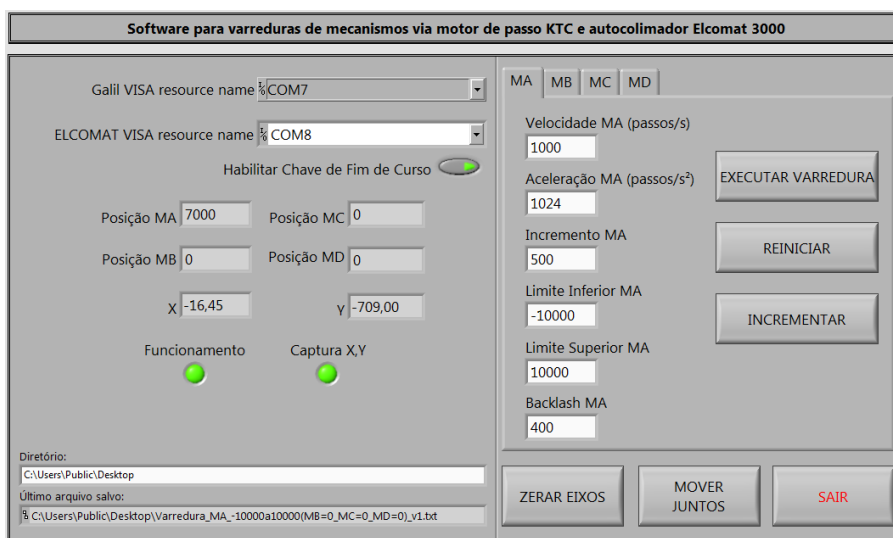 Software para varreduras de mecanismos via motor de passo KTC e autocolimador Elcomat 3000
Galil VISA resource name COM7
ELCOMAT VISA resource name COM8
Habilitar Chave de Fim de Curso
Posição MA 7000 Posição MC 0
Posição MB 0 Posição MD 0
X -16,45 Y -709,00
Funcionamento Captura X,Y
Diretório:
C:\Users\Public\Desktop
Último arquivo salvo:
C:\Users\Public\Desktop\Varredura_MA_-10000a10000(MB=0_MC=0_MD=0)_v1.txt
MA MB MC MD
Velocidade MA (passos/s)
1000
Aceleração MA (passos/s²)
1024
Incremento MA
500
Limite Inferior MA
-10000
Limite Superior MA
10000
Backlash MA
400
EXECUTAR VARREDURA
REINICIAR
INCREMENTAR
ZERAR EIXOS
MOVER
JUNTOS
SAIR